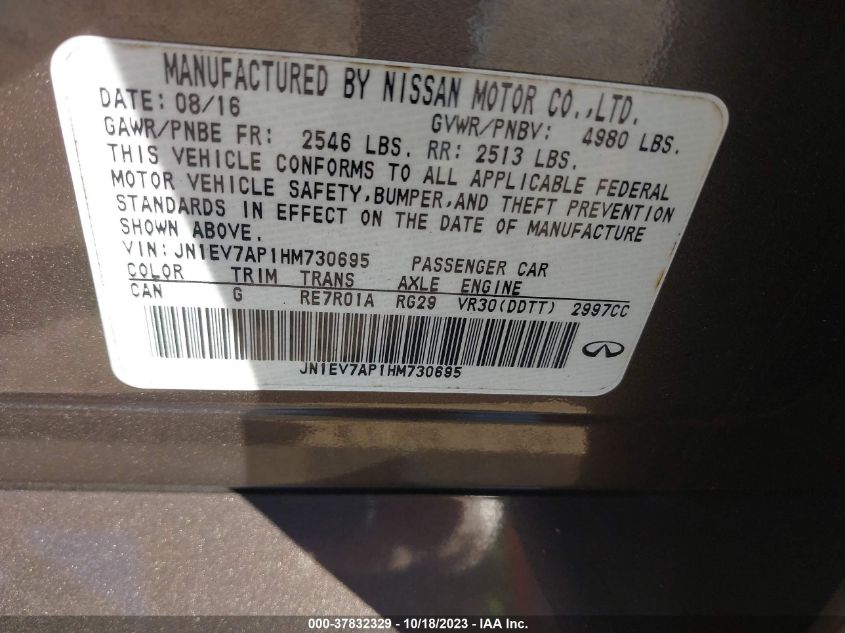 MANUFACTURED BY NISSAN MOTOR CO.,LTD.
DATE: 08/16 GVWR/PNBV: 4980 LBS.
GAWR/PNBE FR: 2546 LBS. RR: 2513 LBS.
THIS VEHICLE CONFORMS TO ALL APPLICABLE FEDERAL
MOTOR VEHICLE SAFETY,BUMPER,AND THEFT PREVENTION
STANDARDS IN EFFECT ON THE DATE OF MANUFACTURE
SHOWN ABOVE.
VIN: JN1EV7AP1HM730695 PASSENGER CAR
COLOR TRIM TRANS AXLE ENGINE
CAN G RE7R01A RG29 VR30(DDTT) 2997CC
JN1EV7AP1HM730695
000-37832329 - 10/18/2023 - IAA Inc.